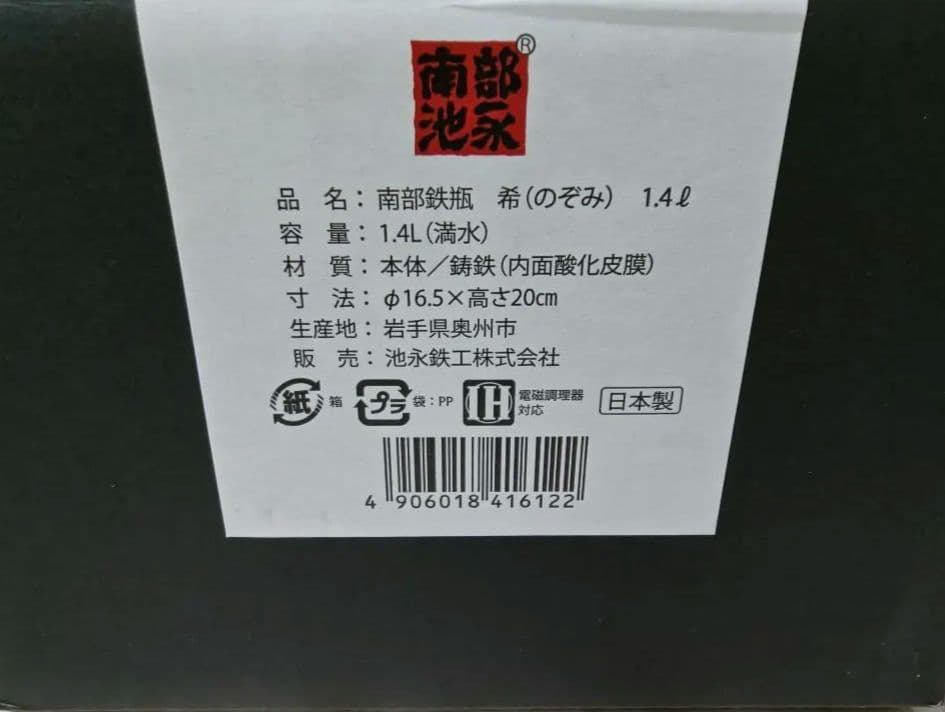 南部
池永
®
品 名：南部鉄瓶 希（のぞみ） 1.4ℓ
容 量：1.4L（満水）
材 質：本体／鋳鉄（内面酸化皮膜）
寸 法：φ16.5×高さ20㎝
生産地：岩手県奥州市
販 売：池永鉄工株式会社
紙 箱 プラ 袋：PP IH 電磁調理器
対応
日本製
4 906018 416122